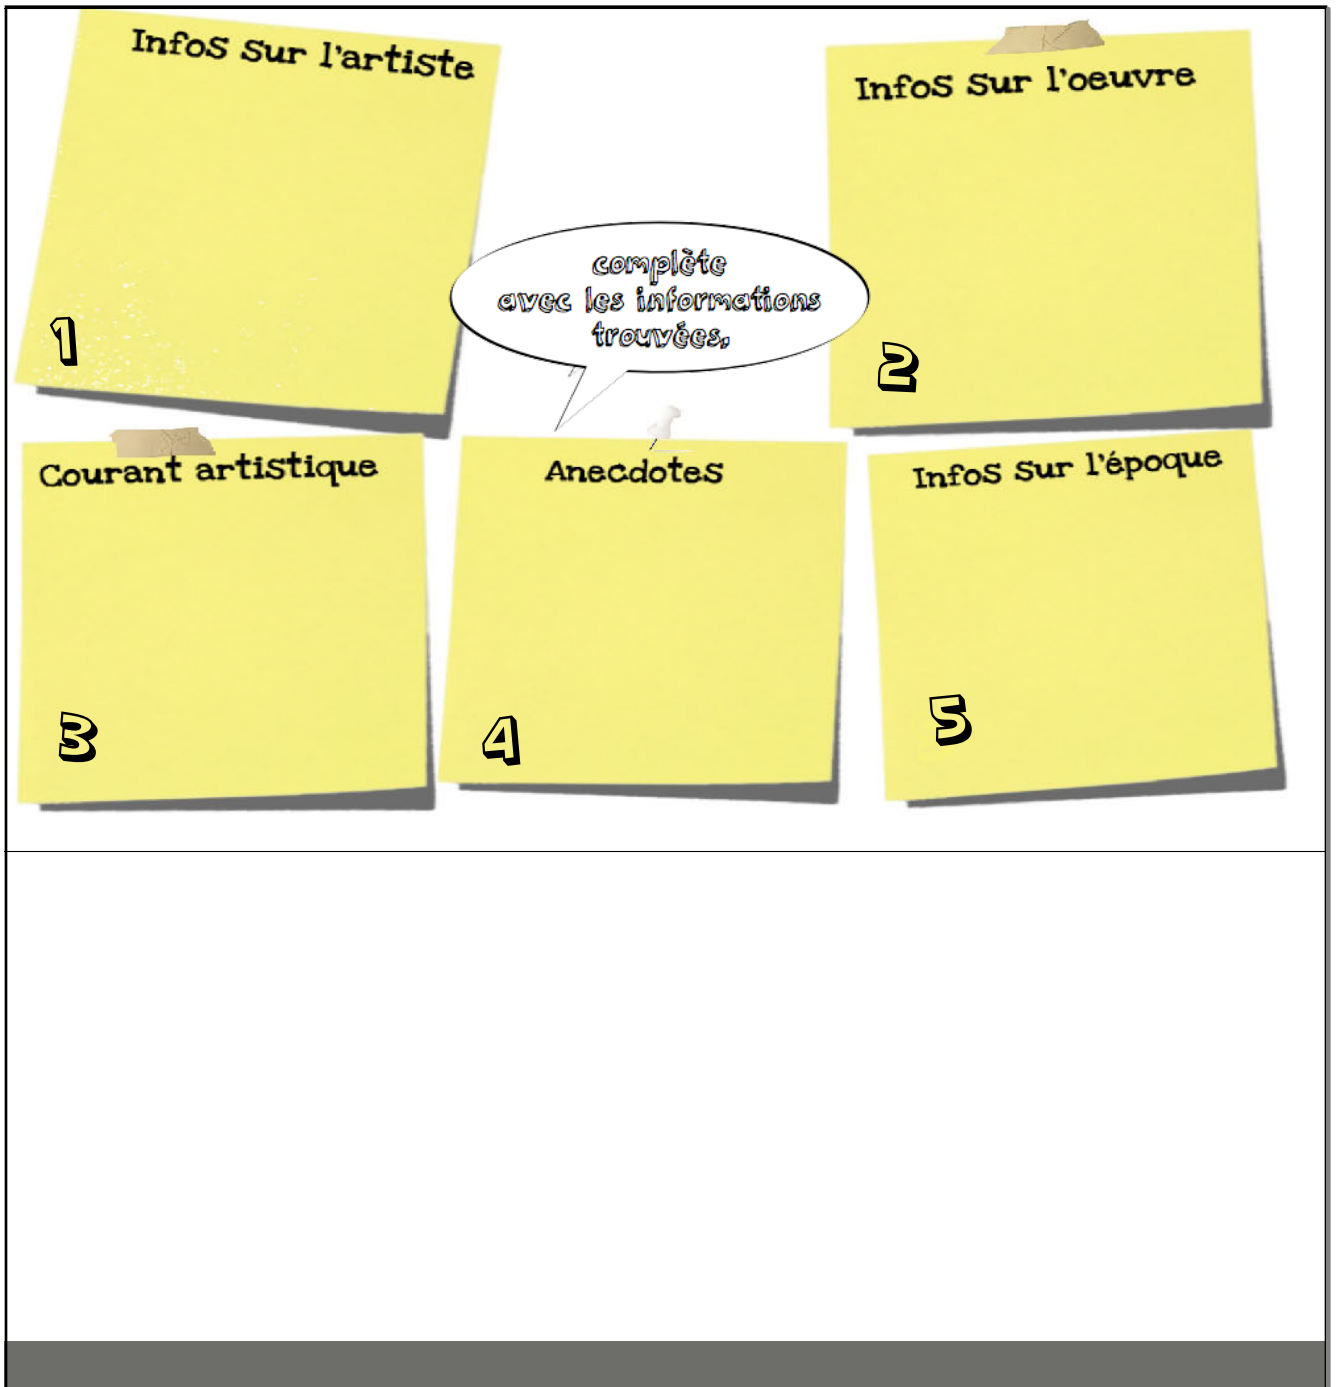 Infos sur l'artiste
Infos sur l'oeuvre
complète
avec les informations
trouvées.
1
2
Courant artistique
Anecdotes
Infos sur l'époque
3
4
5